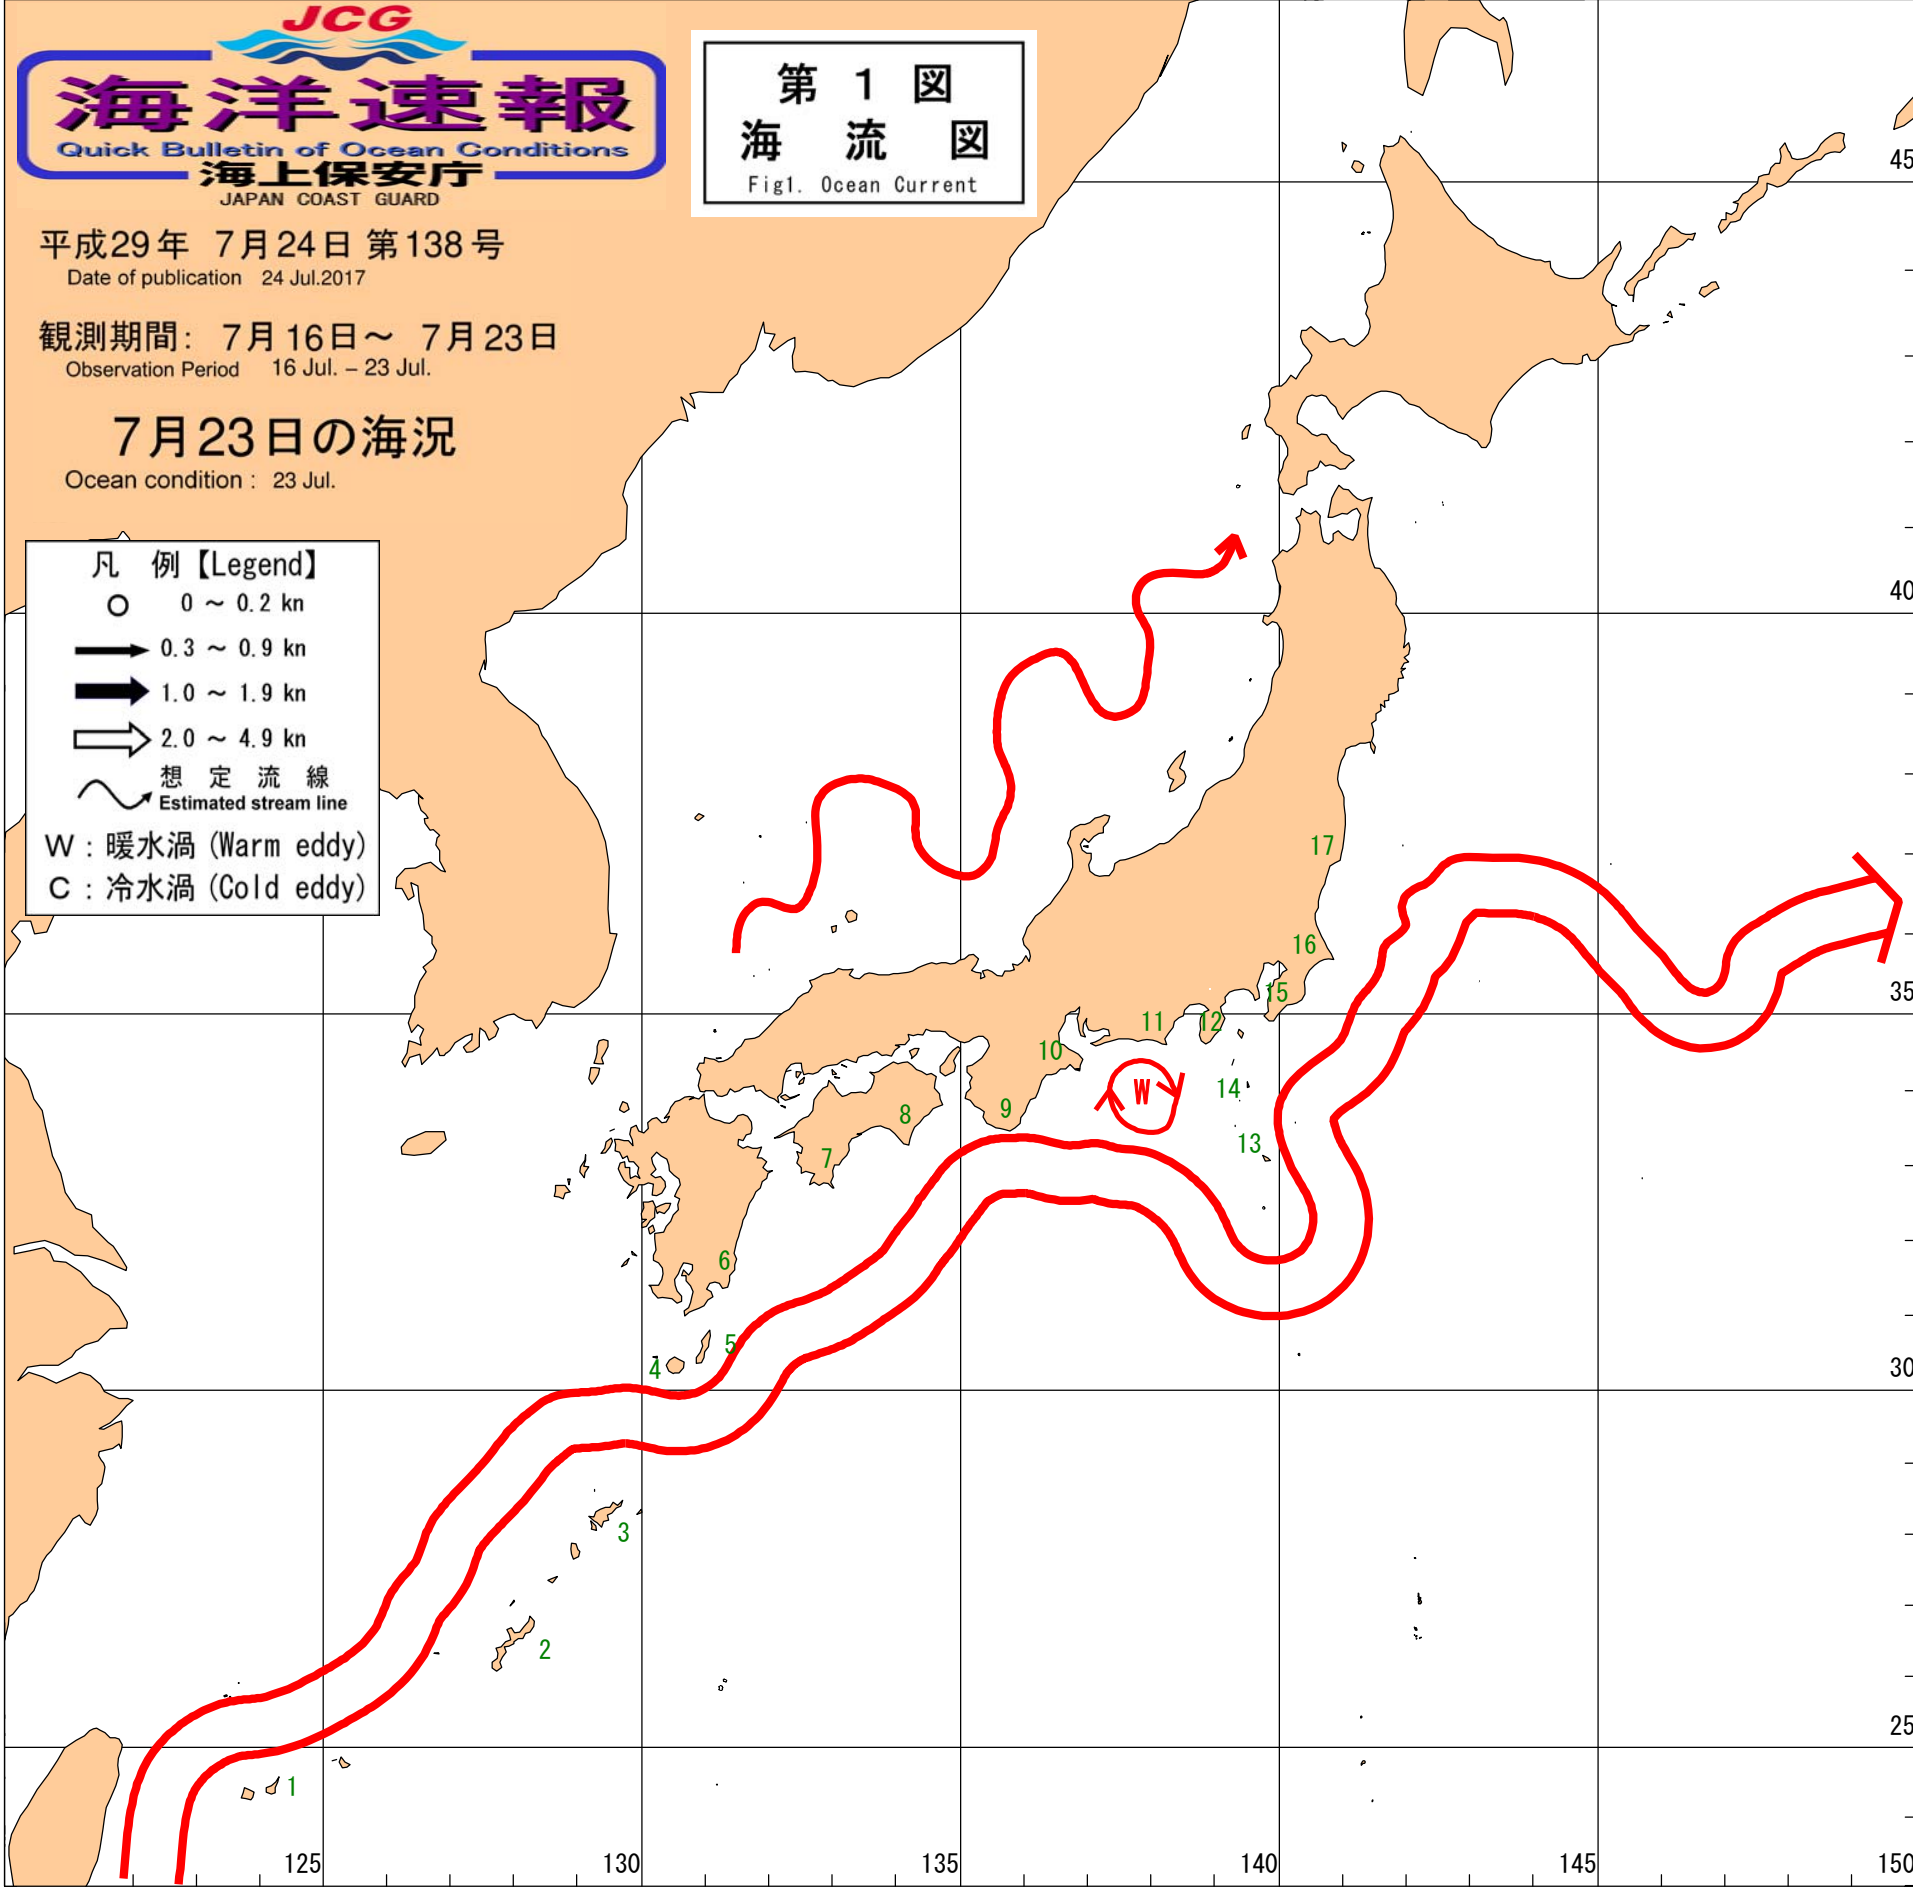 JCG
海洋速報
Quick Bulletin of Ocean Conditions
海上保安庁
JAPAN COAST GUARD
平成29年 7月24日 第138号
Date of publication 24 Jul.2017
観測期間: 7月16日～ 7月23日
Observation Period 16 Jul. – 23 Jul.
7月23日の海況
Ocean condition : 23 Jul.
第 1 図
海 流 図
Fig1. Ocean Current
凡 例【Legend】
0 ～ 0.2 kn
0.3 ～ 0.9 kn
1.0 ～ 1.9 kn
2.0 ～ 4.9 kn
想 定 流 線
Estimated stream line
W : 暖水渦 (Warm eddy)
C : 冷水渦 (Cold eddy)
45
40
17
16
15
35
11
12
10
W
14
9
8
13
7
6
5
4
30
3
2
25
1
125
130
135
140
145
150